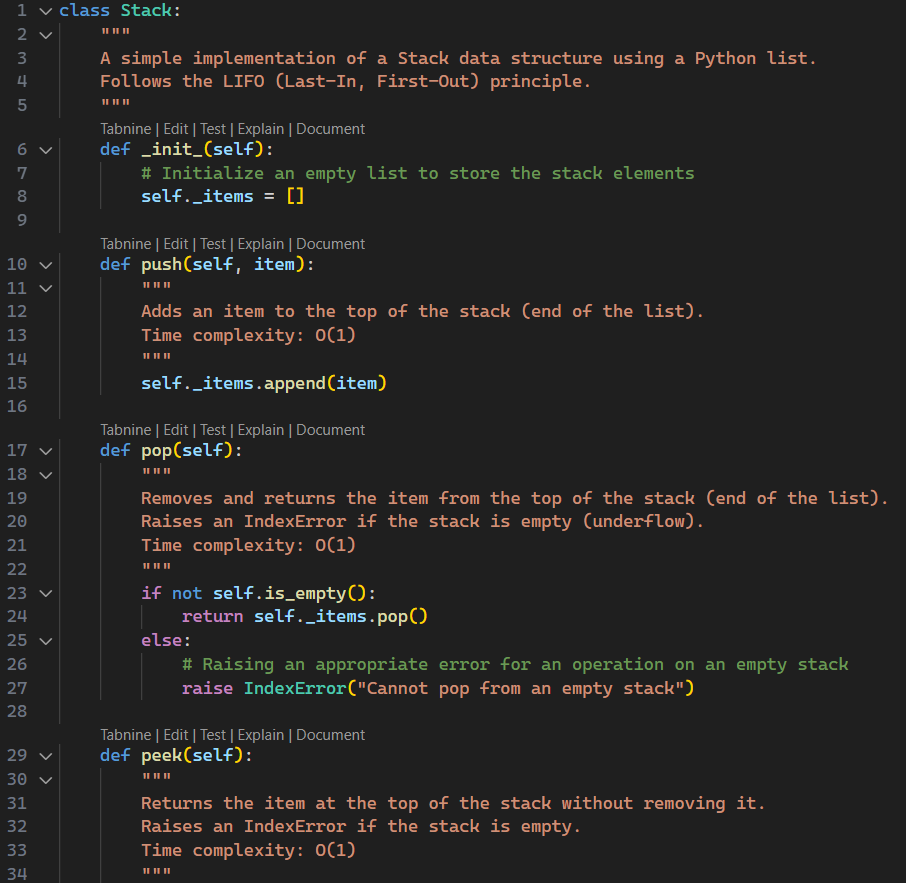 1 class Stack:
2 """
3 A simple implementation of a Stack data structure using a Python list.
4 Follows the LIFO (Last-In, First-Out) principle.
5 """
Tabnine | Edit | Test | Explain | Document
6 def _init_(self):
7 # Initialize an empty list to store the stack elements
8 self._items = []
9
Tabnine | Edit | Test | Explain | Document
10 def push(self, item):
11 """
12 Adds an item to the top of the stack (end of the list).
13 Time complexity: O(1)
14 """
15 self._items.append(item)
16
Tabnine | Edit | Test | Explain | Document
17 def pop(self):
18 """
19 Removes and returns the item from the top of the stack (end of the list).
20 Raises an IndexError if the stack is empty (underflow).
21 Time complexity: O(1)
22 """
23 if not self.is_empty():
24 return self._items.pop()
25 else:
26 # Raising an appropriate error for an operation on an empty stack
27 raise IndexError("Cannot pop from an empty stack")
28
Tabnine | Edit | Test | Explain | Document
29 def peek(self):
30 """
31 Returns the item at the top of the stack without removing it.
32 Raises an IndexError if the stack is empty.
33 Time complexity: O(1)
34 """